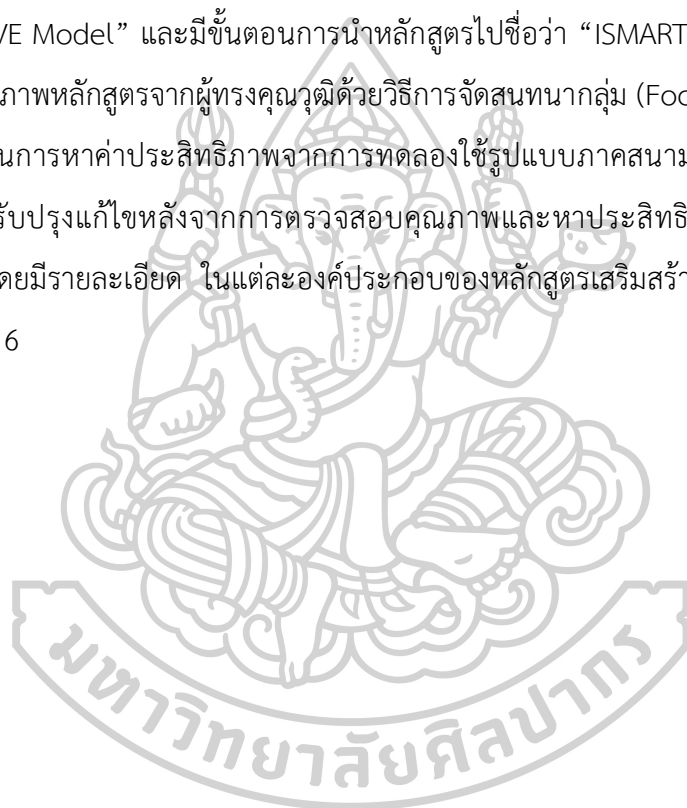 VE Model” และมีขั้นตอนการนำหลักสูตรไปชื่อว่า “ISMART
ภาพหลักสูตรจากผู้ทรงคุณวุฒิด้วยวิธีการจัดสนทนากลุ่ม (Foc
นการหาค่าประสิทธิภาพจากการทดลองใช้รูปแบบภาคสนาม
รับปรุงแก้ไขหลังจากการตรวจสอบคุณภาพและหาประสิทธิ
โดยมีรายละเอียด ในแต่ละองค์ประกอบของหลักสูตรเสริมสร้า
6
มหาวิทยาลัยศิลปากร